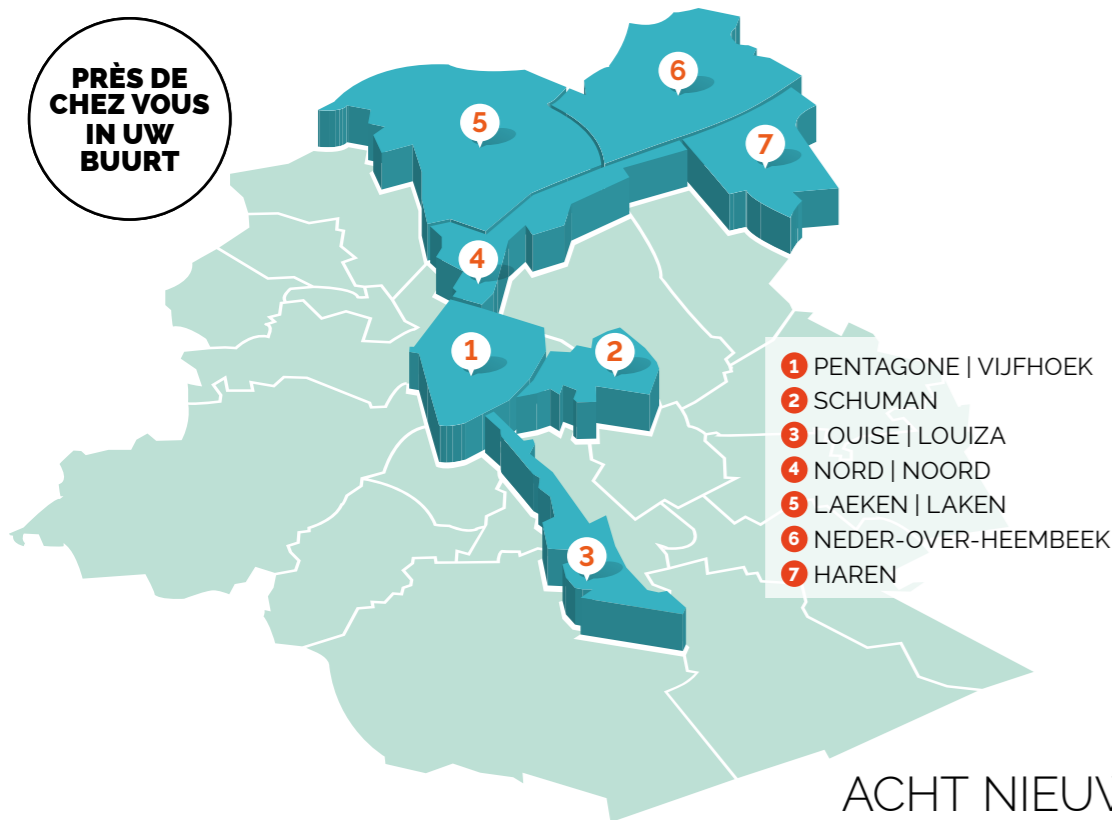 PRÈS DE
CHEZ VOUS
IN UW
BUURT
6
5
7
4
1
2
3
1 PENTAGONE | VIJFHOEK
2 SCHUMAN
3 LOUISE | LOUIZA
4 NORD | NOORD
5 LAEKEN | LAKEN
6 NEDER-OVER-HEEMBEEK
7 HAREN
ACHT